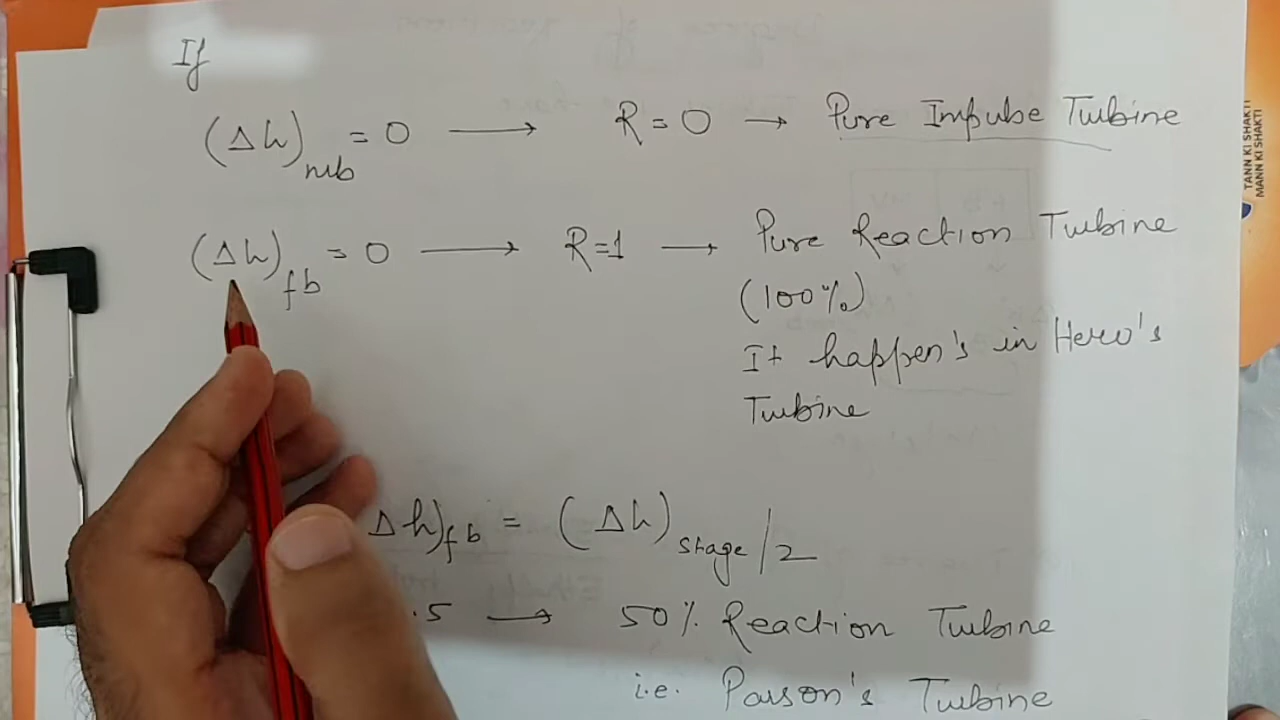 If
(Δh)mb = 0 → R = 0 → Pure Impulse Turbine
(Δh)fb = 0 → R=1 → Pure Reaction Turbine
(100%)
It happen's in Hero's
Turbine
Δh)fb = (Δh)stage/2
.5 → 50% Reaction Turbine
i.e. Parson's Turbine
TANN KI SHAKTI
MANN KI SHAKTI